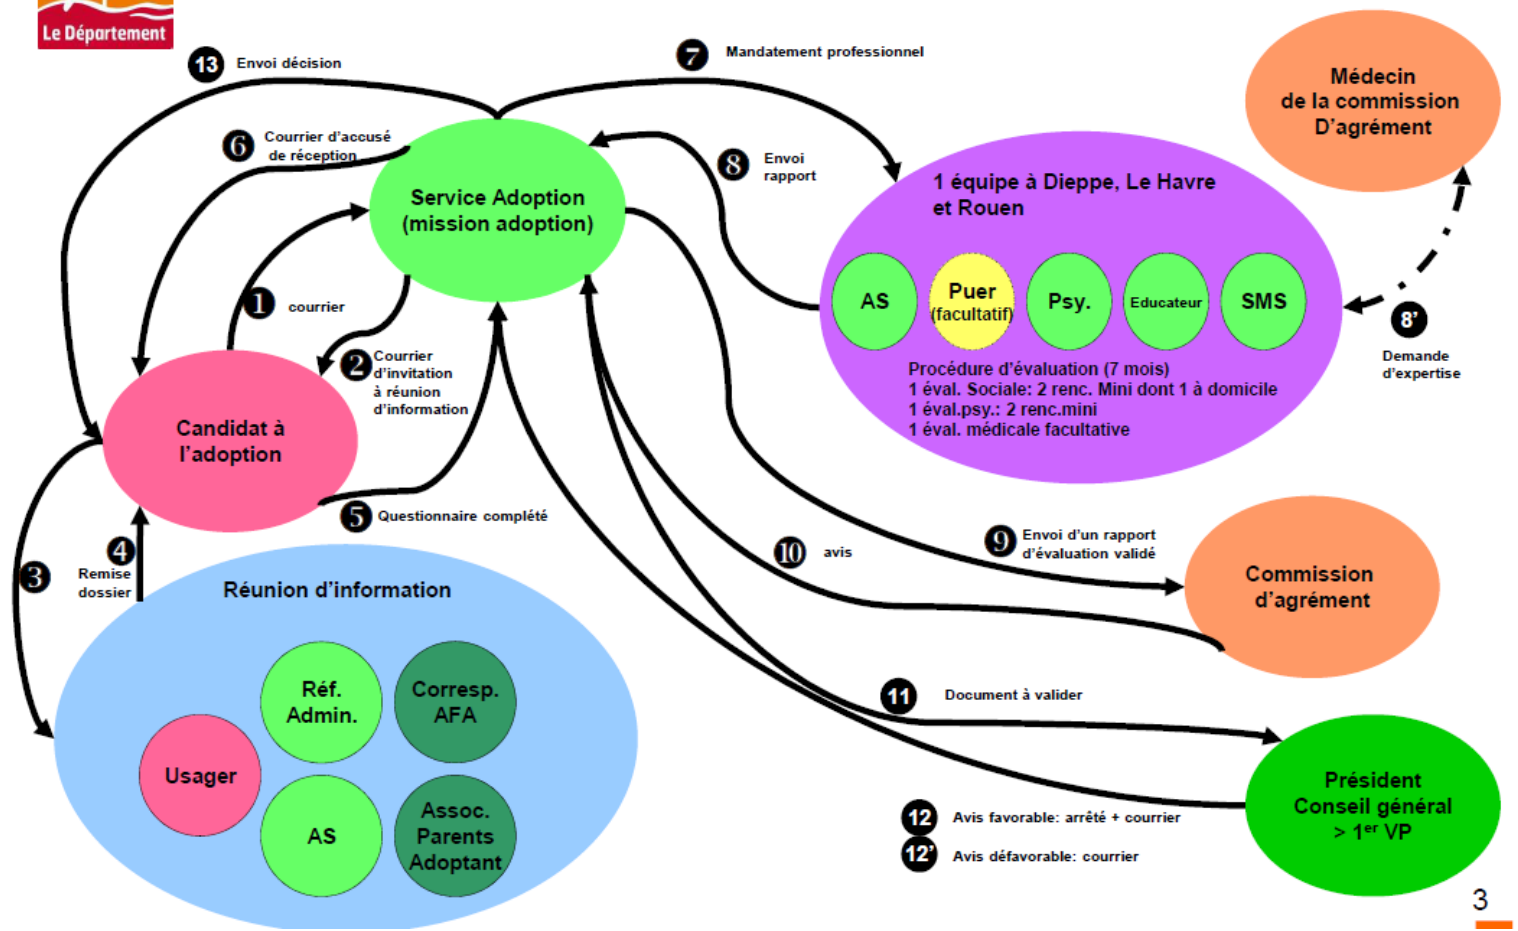 Le Département
13 Envoi décision
7 Mandatement professionnel
6 Courrier d'accusé
de réception
8 Envoi
rapport
Médecin
de la commission
D'agrément
Service Adoption
(mission adoption)
1 équipe à Dieppe, Le Havre
et Rouen
AS
Puer
(facultatif)
Psy.
Educateur
SMS
Procédure d'évaluation (7 mois)
1 éval. Sociale: 2 renc. Mini dont 1 à domicile
1 éval.psy.: 2 renc.mini
1 éval. médicale facultative
8'
Demande
d'expertise
1 courrier
2 Courrier
d'invitation
à réunion
d'information
Candidat à
l'adoption
5 Questionnaire complété
3
4
Remise
dossier
Réunion d'information
Usager
Réf.
Admin.
Corresp.
AFA
AS
Assoc.
Parents
Adoptant
9 Envoi d'un rapport
d'évaluation validé
10 avis
Commission
d'agrément
11 Document à valider
Président
Conseil général
> 1er VP
12 Avis favorable: arrêté + courrier
12' Avis défavorable: courrier
3